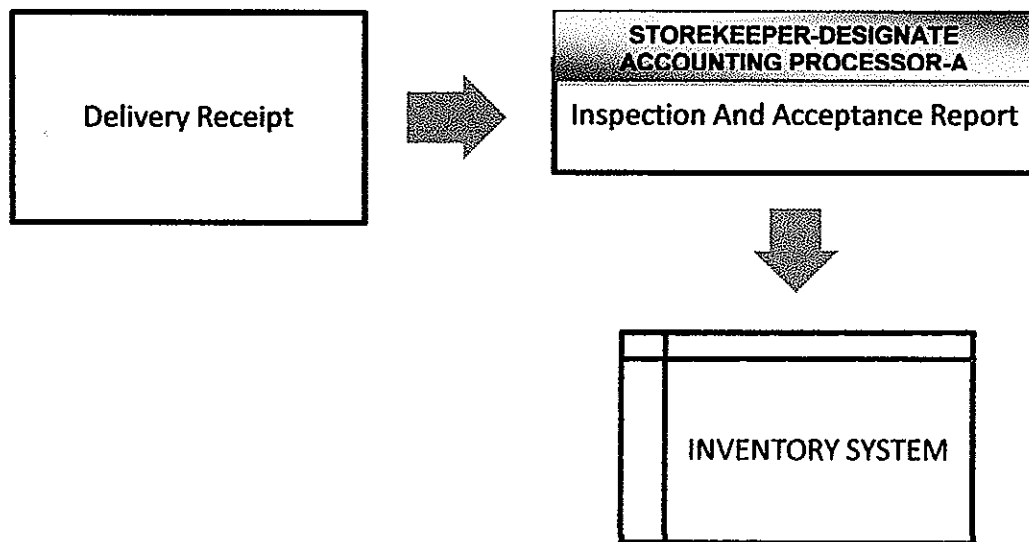 Delivery Receipt
STOREKEEPER-DESIGNATE
ACCOUNTING PROCESSOR-A
Inspection And Acceptance Report
INVENTORY SYSTEM